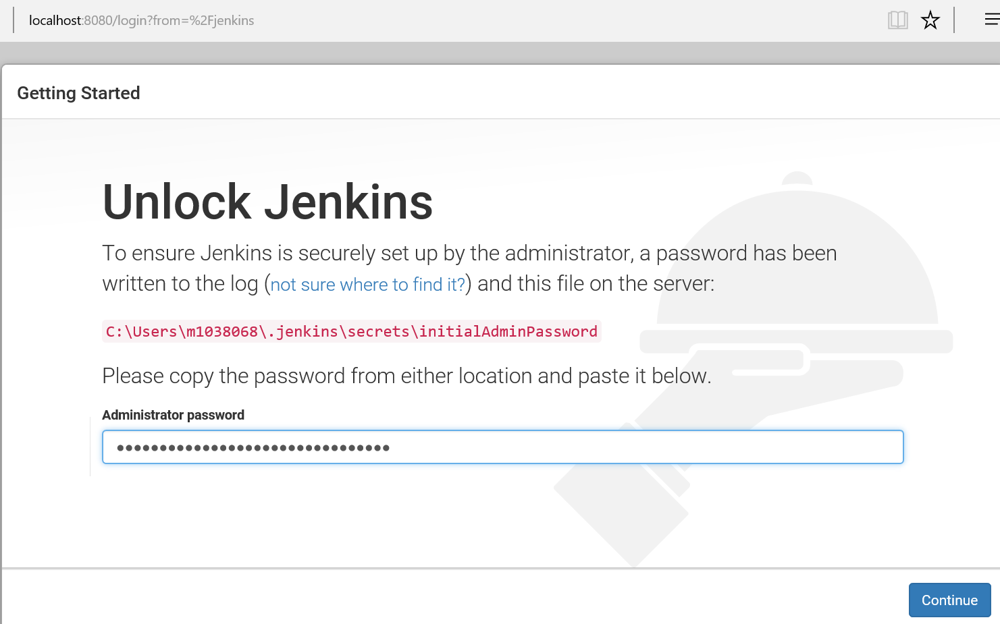 localhost:8080/login?from=%2Fjenkins
Getting Started
Unlock Jenkins
To ensure Jenkins is securely set up by the administrator, a password has been
written to the log (not sure where to find it?) and this file on the server:
C:\Users\m1038068\.jenkins\secrets\initialAdminPassword
Please copy the password from either location and paste it below.
Administrator password
•••••••••••••••••••••••••••••••••
Continue